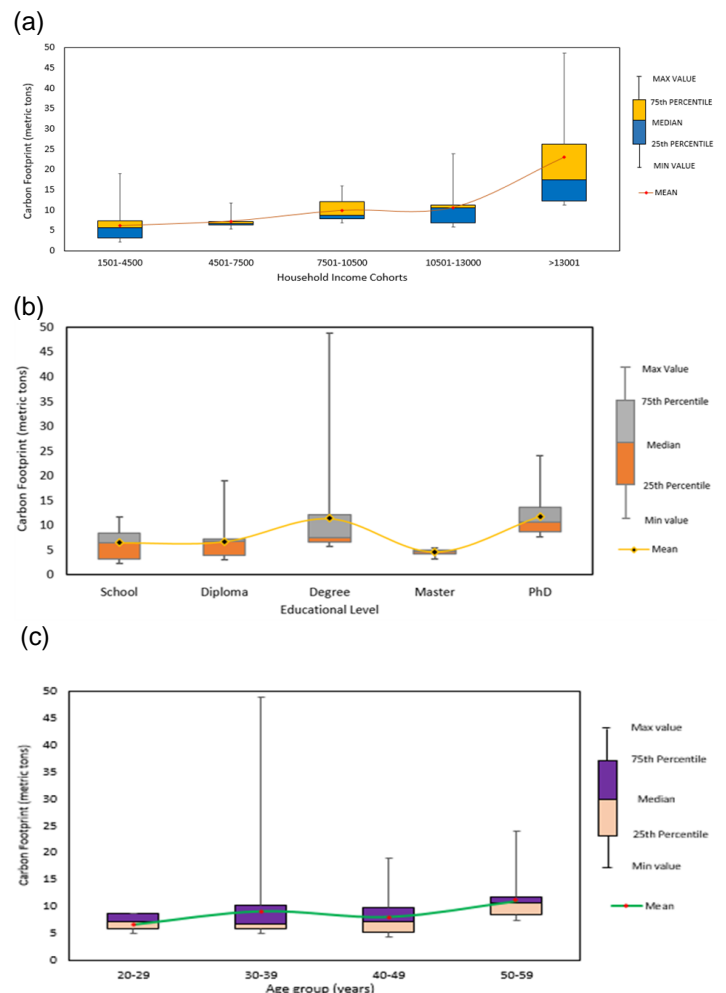 (a)
50
45
40
35
30
25
20
15
10
5
0
Carbon Footprint (metric tons)
1501-4500
4501-7500
7501-10500
10501-13000
>13001
Household Income Cohorts
MAX VALUE
75th PERCENTILE
MEDIAN
25th PERCENTILE
MIN VALUE
MEAN
(b)
50
45
40
35
30
25
20
15
10
5
0
Carbon Footprint (metric tons)
School
Diploma
Degree
Master
PhD
Educational Level
Max Value
75th Percentile
Median
25th Percentile
Min value
Mean
(c)
50
45
40
35
30
25
20
15
10
5
0
Carbon Footprint (metric tons)
20-29
30-39
40-49
50-59
Age group (years)
Max value
75th Percentile
Median
25th Percentile
Min value
Mean